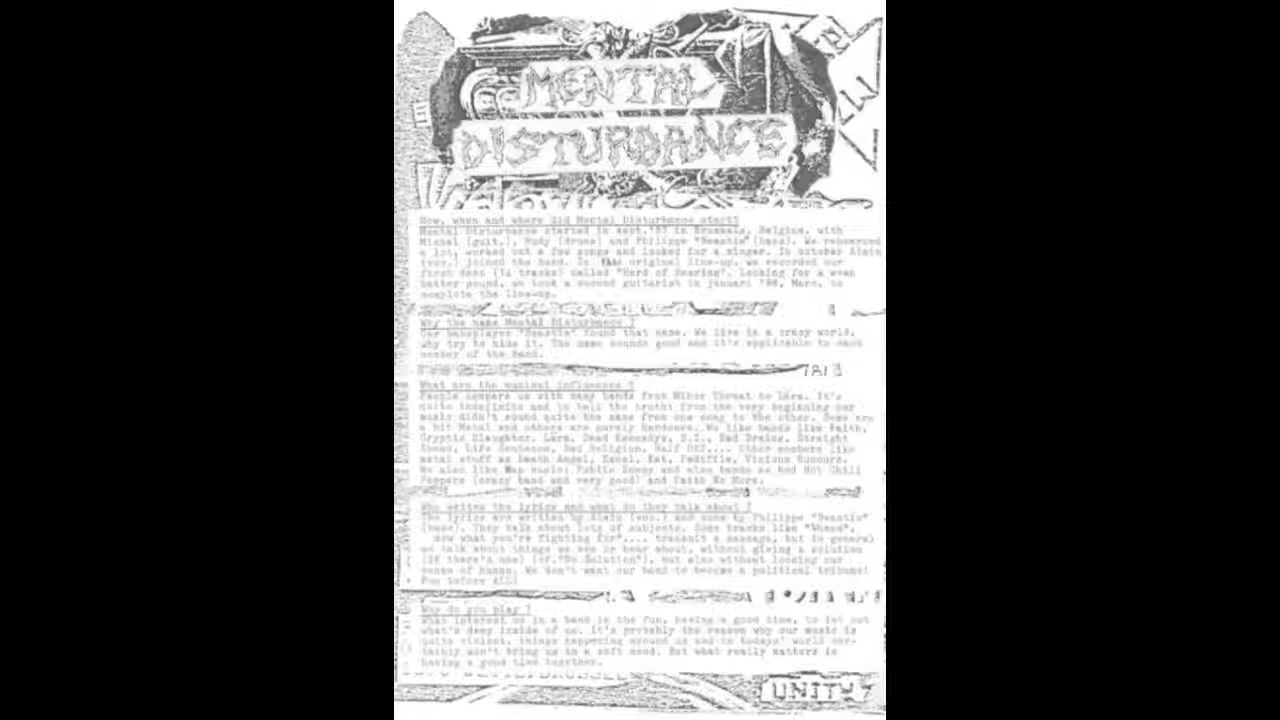 MENTAL
DISTURBANCE
How, when and where did Mental Disturbance start?
Mental Disturbance started in sept.'87 in Brussels, Belgium, with
Michel (guit.), Rudy (drums) and Philippe "Beastie" (bass). We rehearsed
a lot, worked out a few songs and looked for a singer. In october Alain
(voc.) joined the band. In this original line-up, we recorded our
first demo (14 tracks) called "Hard of Hearing". Looking for a even
better sound, we took a second guitarist in januari '88, Marc, to
complete the line-up.
Why the name Mental Disturbance ?
Our bassplayer "Beastie" found that name. We live in a crazy world,
why try to hide it. The name sounds good and it's applicable to each
member of the band.
What are the musical influences ?
People compare us with many bands from Minor Threat to Lärm. It's
quite indefinite and to tell the truth: from the very beginning our
music didn't sound quite the same from one song to the other. Some are
a bit Metal and others are purely Hardcore. We like bands like Faith,
Cryptic Slaughter, Lärm, Dead Kennedys, D.I., Bad Brains, Straight
Ahead, Life Sentence, Bad Religion, Half Off,... Other members like
metal stuff as Death Angel, Exxel, Kat, Pedifile, Vicious Rumours.
We also like Rap music: Public Enemy and also bands as Red Hot Chili
Peppers (crazy band and very good) and Faith No More.
Who writes the lyrics and what do they talk about ?
The lyrics are written by Alain (voc.) and some by Philippe "Beastie"
(bass). They talk about lots of subjects. Some tracks like
now what you're fighting for".... transmit a message, but in general
we talk about things we see or hear about, without giving a solution
(if there's one) (cf."No Solution"), but also without loosing our
sense of humor. We don't want our band to become a political tribune!
Fun before All!
Why do you play ?
What interest us in a band is the fun, having a good time, to let out
what's deep inside of us. It's probably the reason why our music is
quite violent, things happening around us and in todays' world cer-
tainly won't bring us in a soft mood. But what really matters is
having a good time together.
UNITY